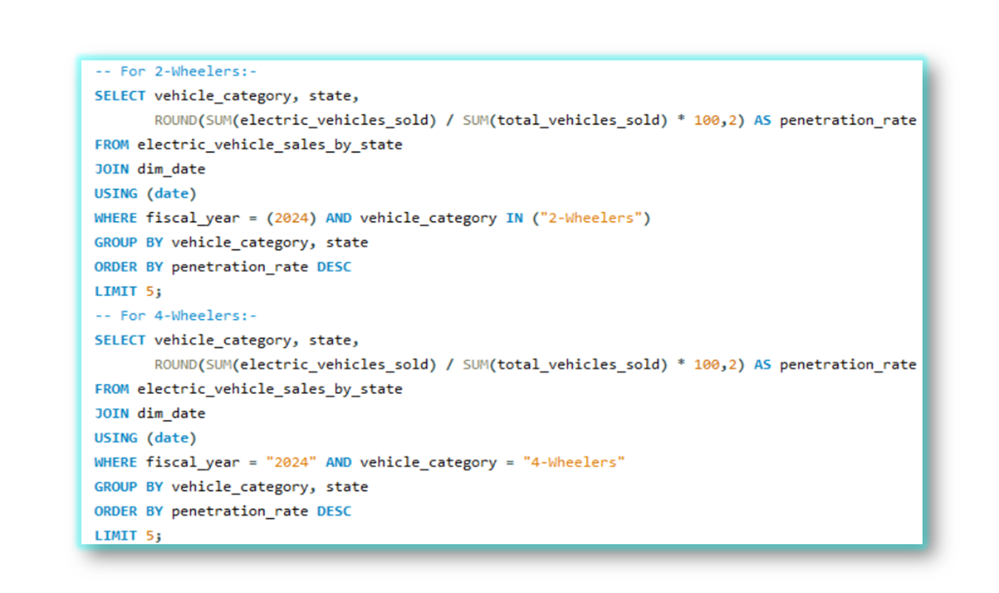 -- For 2-Wheelers:-
SELECT vehicle_category, state,
ROUND(SUM(electric_vehicles_sold) / SUM(total_vehicles_sold) * 100,2) AS penetration_rate
FROM electric_vehicle_sales_by_state
JOIN dim_date
USING (date)
WHERE fiscal_year = (2024) AND vehicle_category IN ("2-Wheelers")
GROUP BY vehicle_category, state
ORDER BY penetration_rate DESC
LIMIT 5;
-- For 4-Wheelers:-
SELECT vehicle_category, state,
ROUND(SUM(electric_vehicles_sold) / SUM(total_vehicles_sold) * 100,2) AS penetration_rate
FROM electric_vehicle_sales_by_state
JOIN dim_date
USING (date)
WHERE fiscal_year = "2024" AND vehicle_category = "4-Wheelers"
GROUP BY vehicle_category, state
ORDER BY penetration_rate DESC
LIMIT 5;